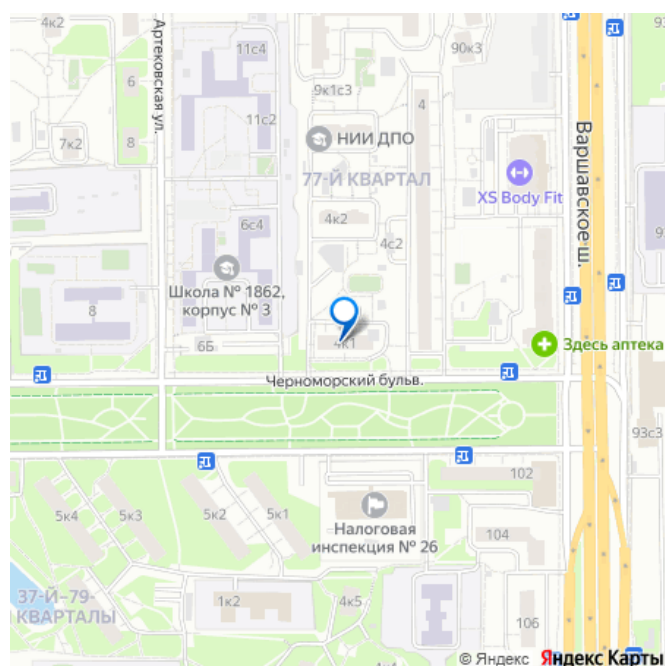 4к2
11с4
90к3
93
Артековская ул.
6
9к1с3
4
11с2
8
7к2
НИИ ДПО
77-Й КВАРТАЛ
XS Body Fit
Варшавское ш.
4к2
6с4
4с2
Школа № 1862,
корпус № 3
8
6Б
4к1
Здесь аптека
Черноморский бульв.
93с3
102
5к4
5к3
5к2
5к1
Налоговая
инспекция № 26
104
37-Й-79-
КВАРТАЛЫ
1к2
4к5
106
© Яндекс
Яндекс Карты